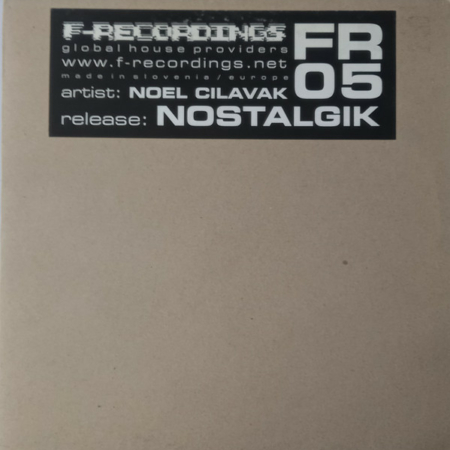 F-RECORDINGS
global house providers
www.f-recordings.net
made in slovenia / europe
FR
05
artist: NOEL CILAVAK
release: NOSTALGIK